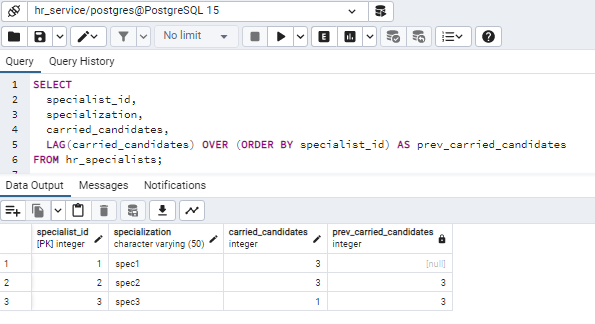 hr_service/postgres@PostgreSQL 15
No limit
E
Query Query History
1 SELECT
2 specialist_id,
3 specialization,
4 carried_candidates,
5 LAG(carried_candidates) OVER (ORDER BY specialist_id) AS prev_carried_candidates
6 FROM hr_specialists;
Data Output Messages Notifications
specialist_id specialization carried_candidates prev_carried_candidates
[PK] integer character varying (50) integer integer
1 1 spec1 3 [null]
2 2 spec2 3 3
3 3 spec3 1 3